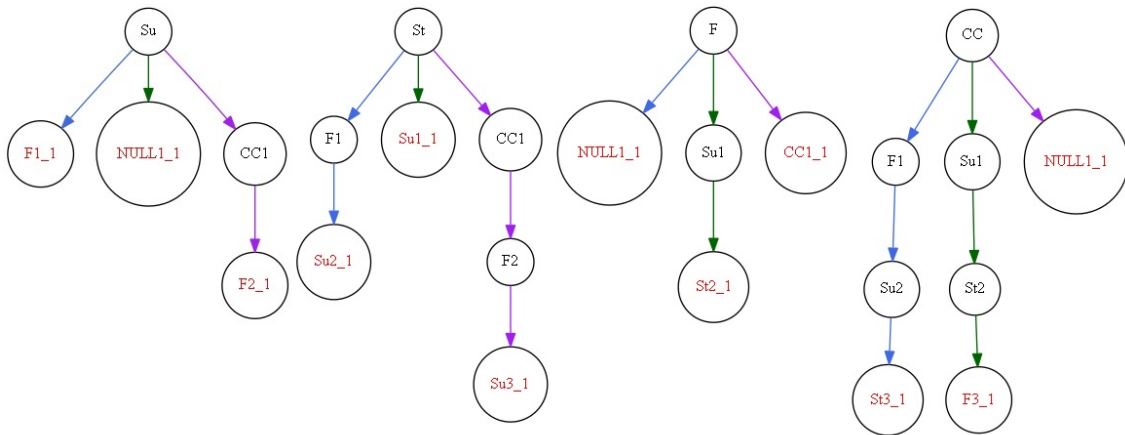 Su
St
F
CC
F1_1
NULL1_1
CC1
F1
Su1_1
CC1
NULL1_1
Su1
CC1_1
F1
Su1
NULL1_1
F2_1
Su2_1
F2
St2_1
Su2
St2
Su3_1
St3_1
F3_1